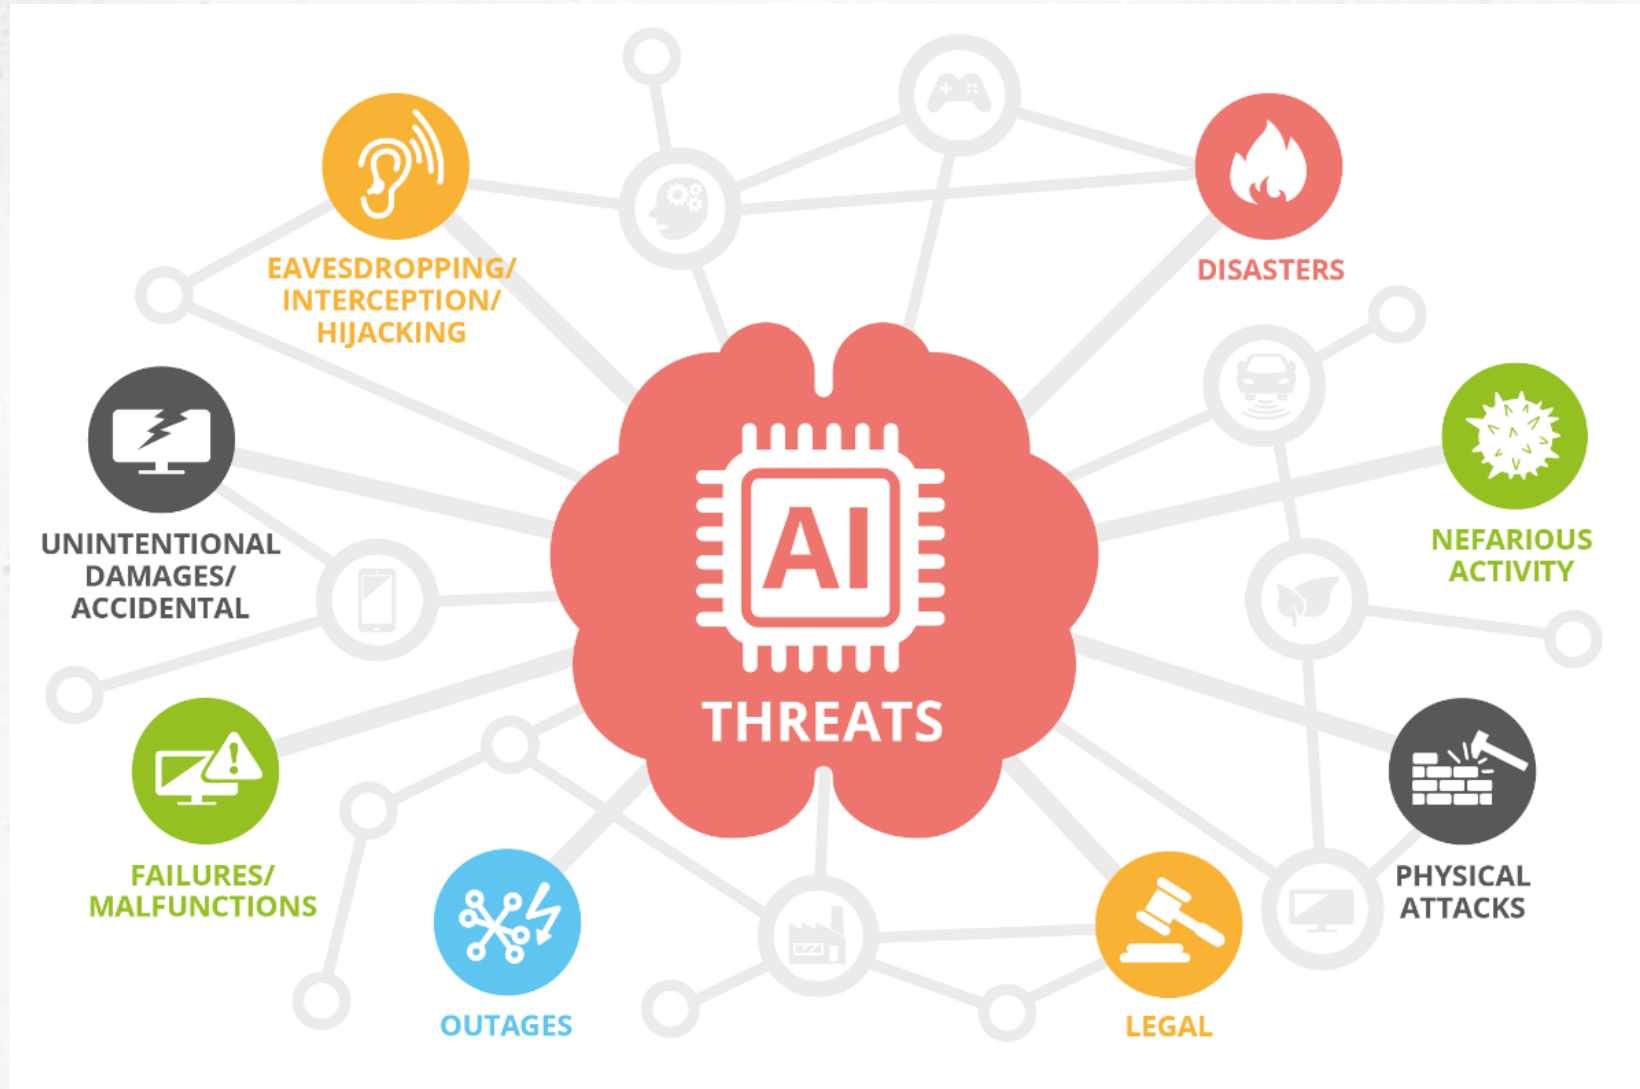 EAVESDROPPING/
INTERCEPTION/
HIJACKING
DISASTERS
UNINTENTIONAL
DAMAGES/
ACCIDENTAL
NEFARIOUS
ACTIVITY
AI
THREATS
FAILURES/
MALFUNCTIONS
PHYSICAL
ATTACKS
OUTAGES
LEGAL